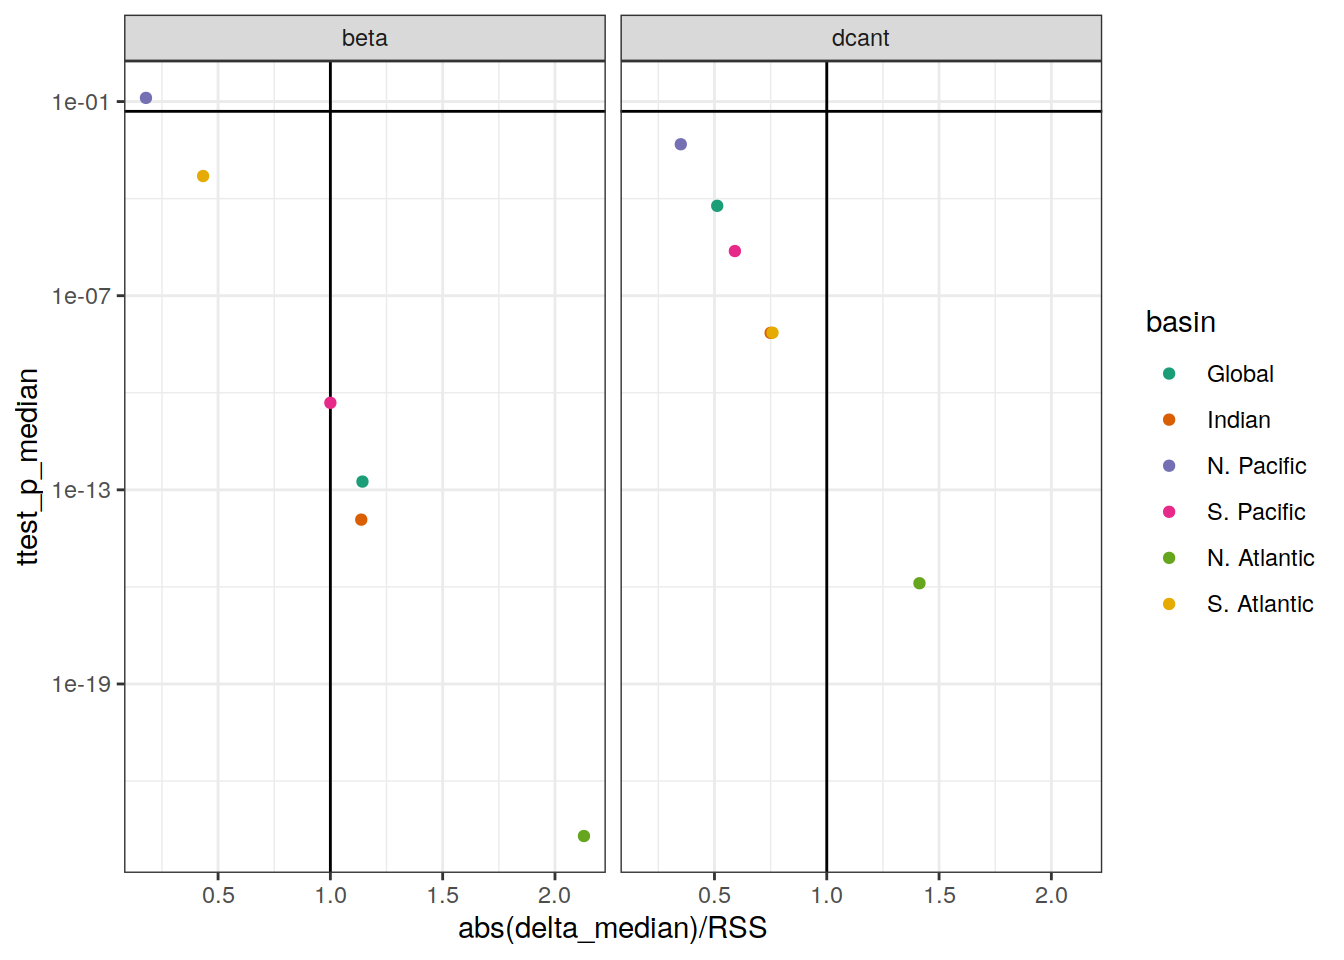 beta
dcant
1e-01
1e-07
1e-13
1e-19
ttest_p_median
0.5 1.0 1.5 2.0
0.5 1.0 1.5 2.0
abs(delta_median)/RSS
basin
Global
Indian
N. Pacific
S. Pacific
N. Atlantic
S. Atlantic